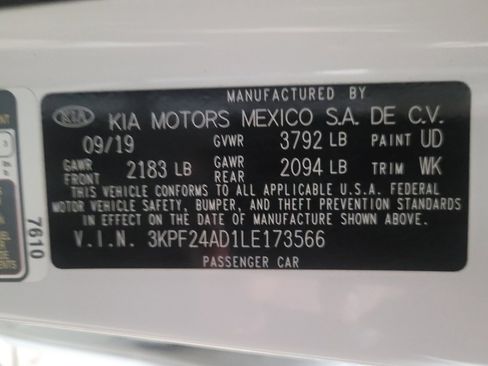 MANUFACTURED BY
KIA KIA MOTORS MEXICO S.A. DE C.V.
09/19 GVWR 3792 LB PAINT UD
GAWR FRONT 2183 LB GAWR REAR 2094 LB TRIM WK
THIS VEHICLE CONFORMS TO ALL APPLICABLE U.S.A. FEDERAL
MOTOR VEHICLE SAFETY, BUMPER, AND THEFT PREVENTION STANDARDS
IN EFFECT ON THE DATE OF MANUFACTURE SHOWN ABOVE.
V.I.N. 3KPF24AD1LE173566
PASSENGER CAR
7610